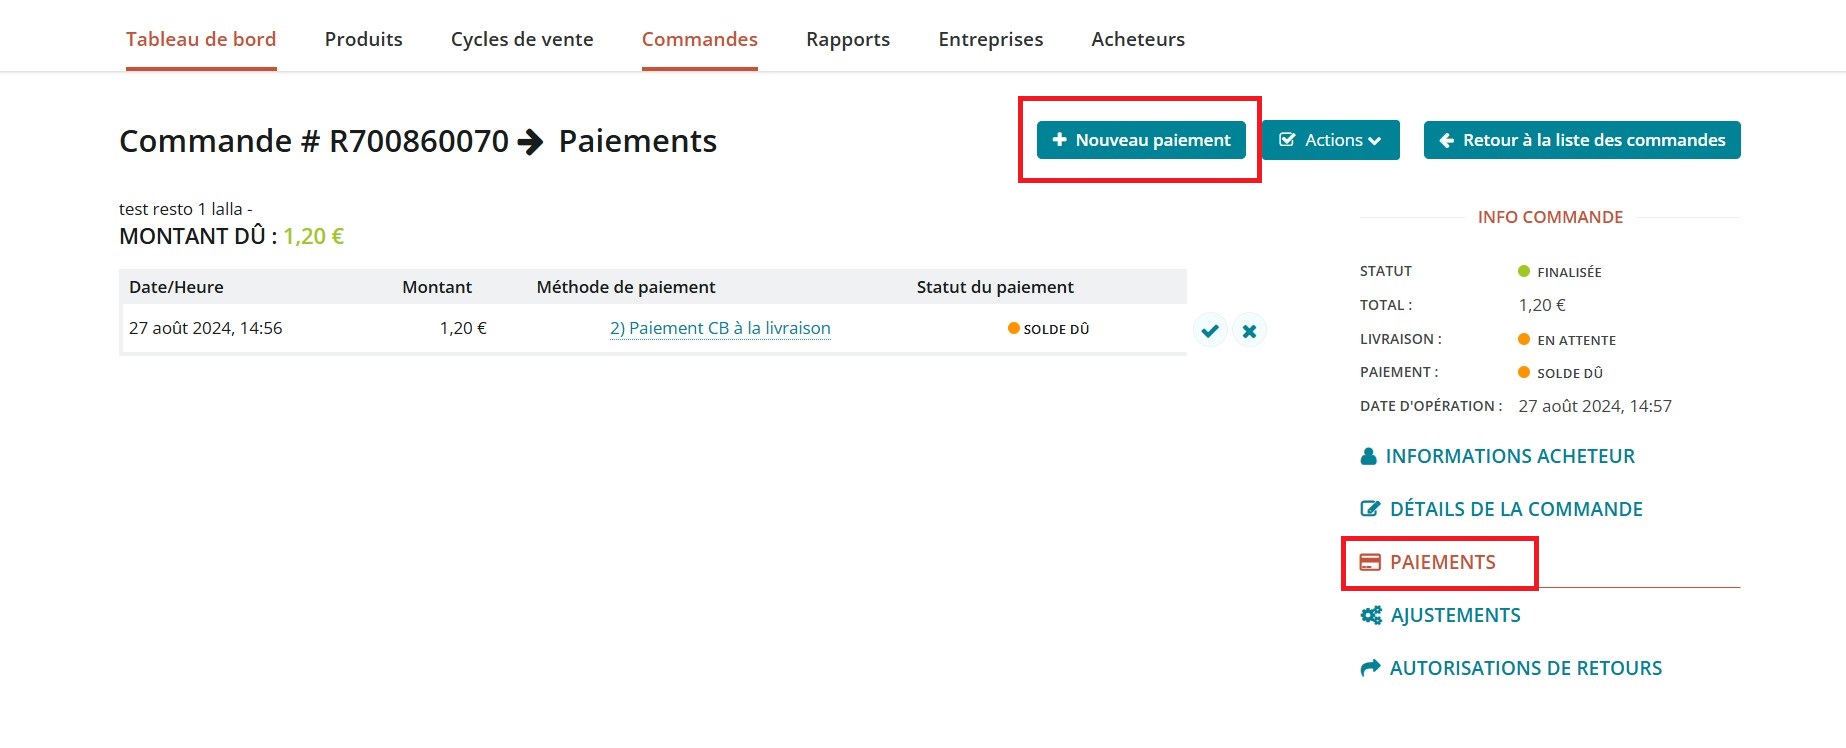 Tableau de bord Produits Cycles de vente Commandes Rapports Entreprises Acheteurs
Commande # R700860070 → Paiements
Nouveau paiement Actions Retour à la liste des commandes
test resto 1 lalla -
MONTANT DÛ : 1,20 €
Date/Heure Montant Méthode de paiement Statut du paiement
27 août 2024, 14:56 1,20 € 2) Paiement CB à la livraison SOLDE DÛ
INFO COMMANDE
STATUT FINALISÉE
TOTAL : 1,20 €
LIVRAISON : EN ATTENTE
PAIEMENT : SOLDE DÛ
DATE D'OPÉRATION : 27 août 2024, 14:57
INFORMATIONS ACHETEUR
DÉTAILS DE LA COMMANDE
PAIEMENTS
AJUSTEMENTS
AUTORISATIONS DE RETOURS